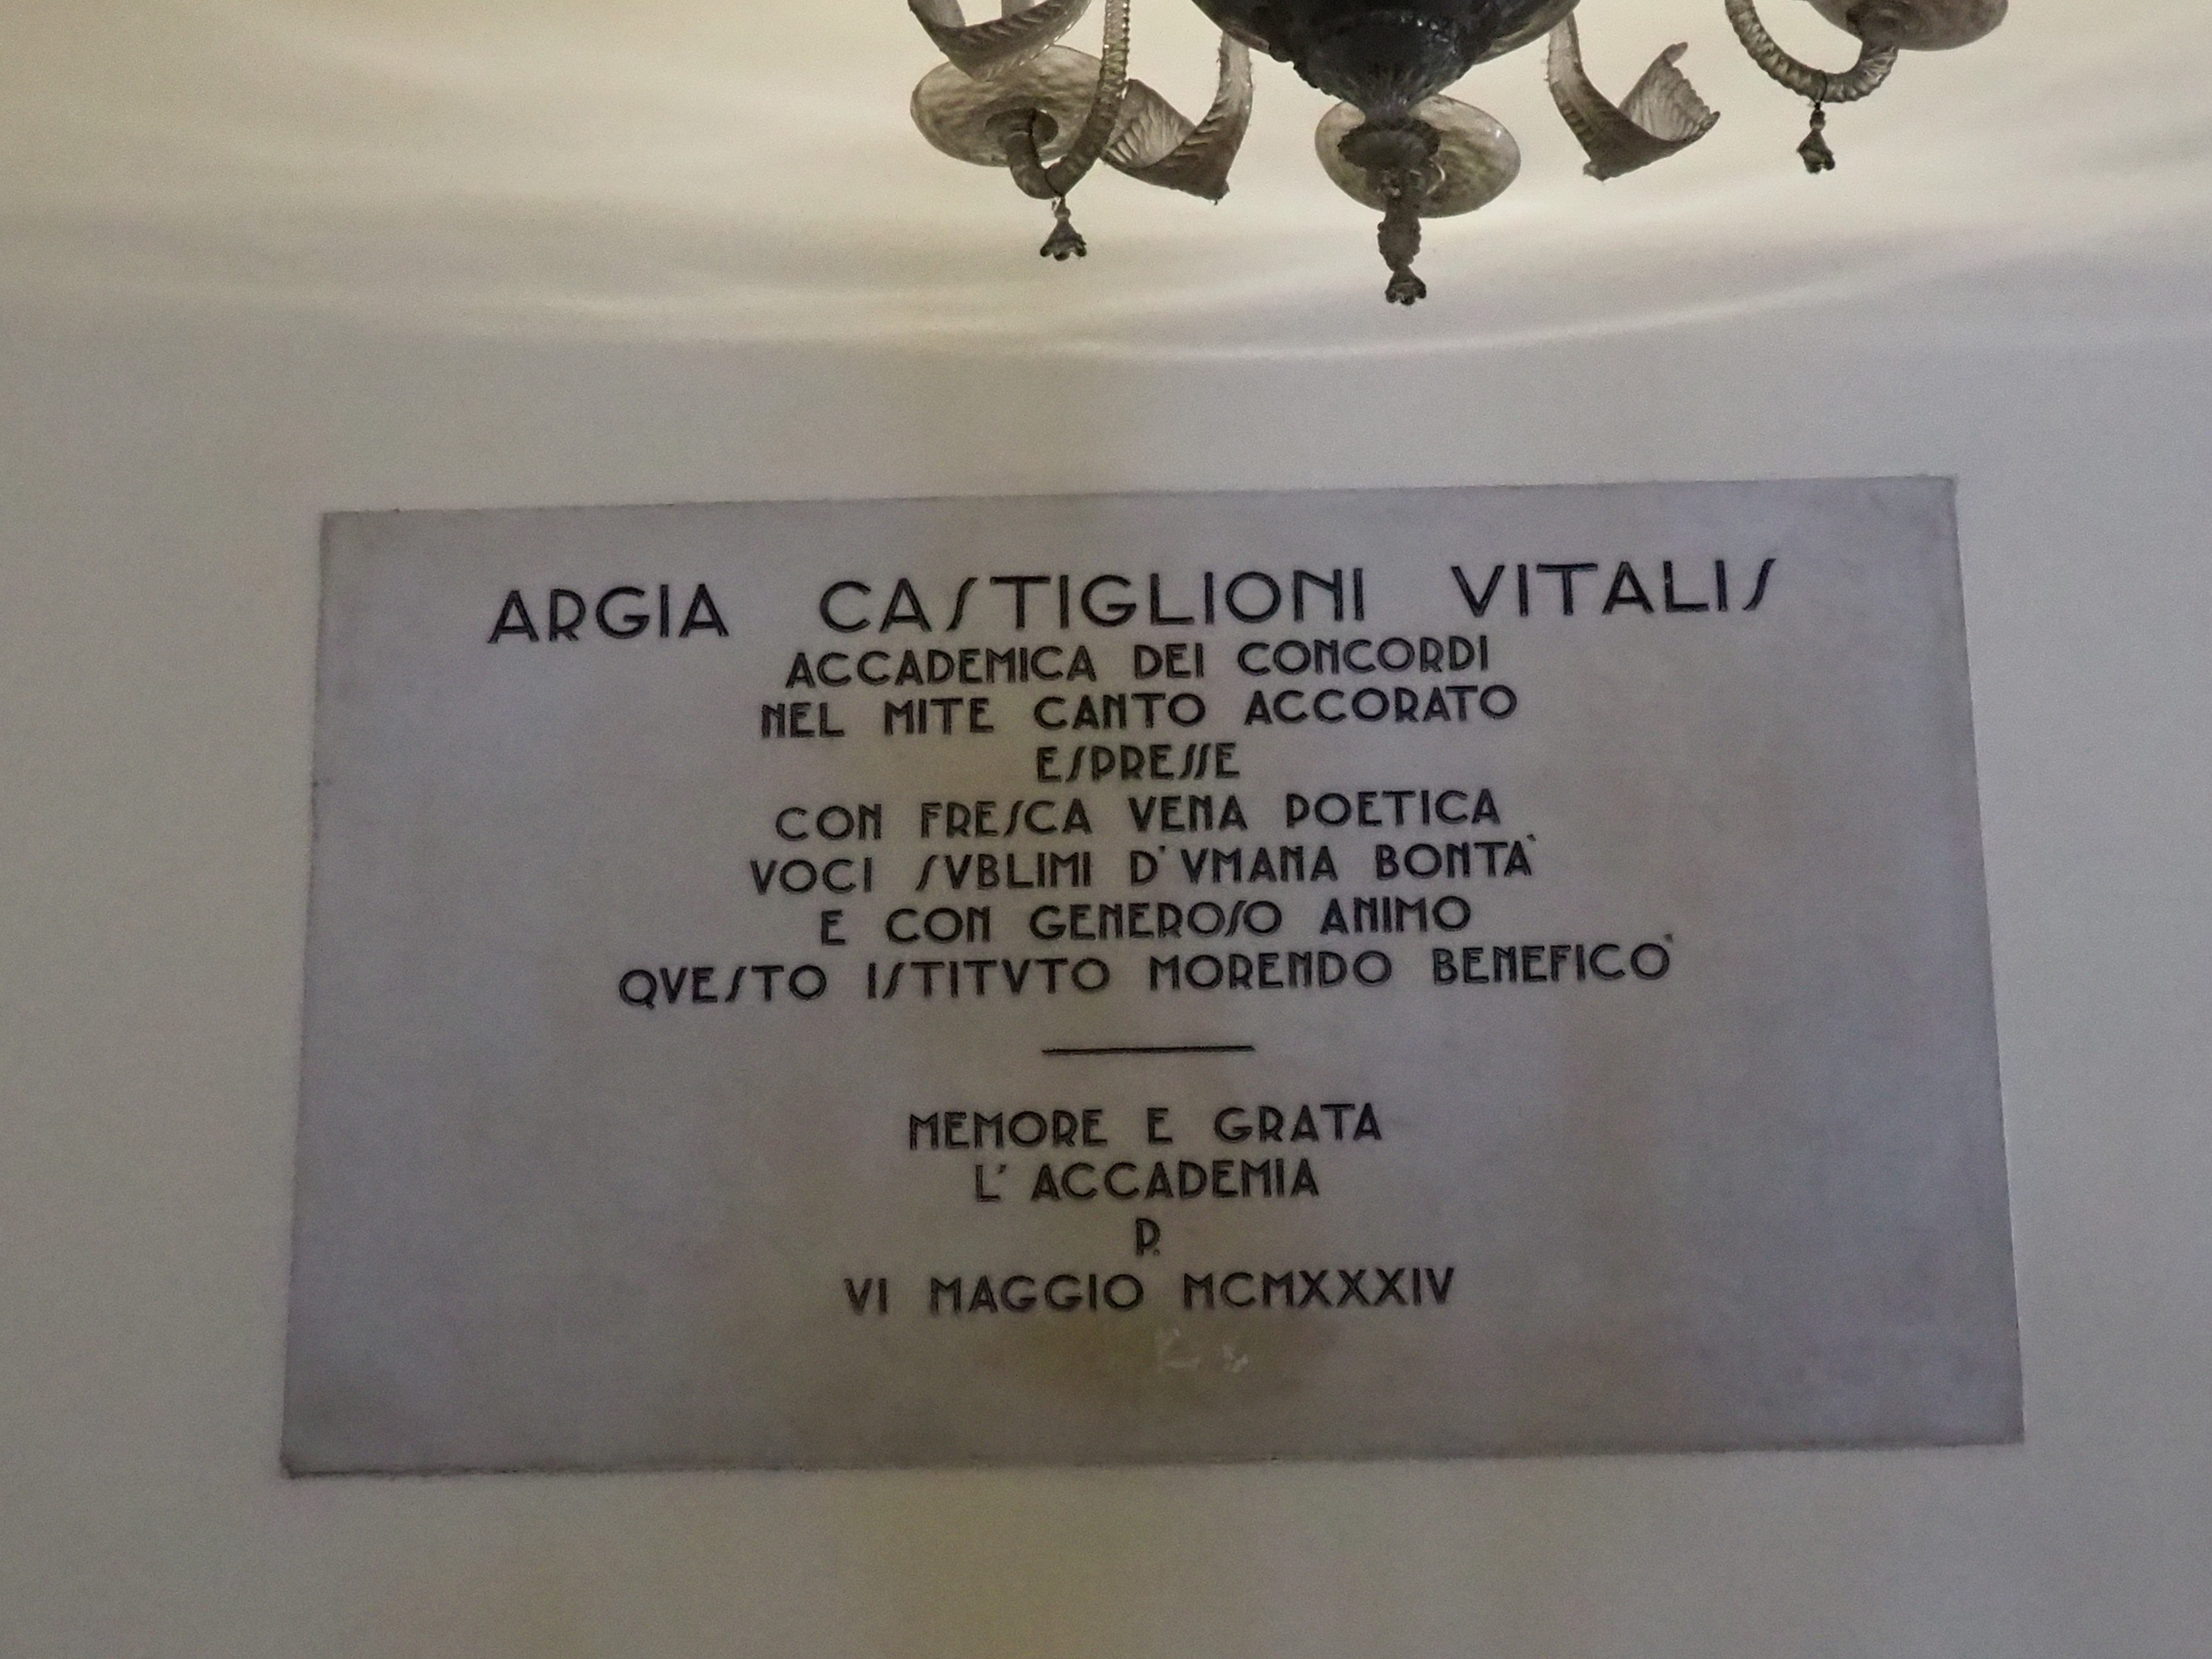 ARGIA CASTIGLIONI VITALIS
ACCADEMICA DEI CONCORDI
NEL MITE CANTO ACCORATO
ESPRESSE
CON FRESCA VENA POETICA
VOCI SVBLIMI D'VMANA BONTA'
E CON GENEROSO ANIMO
QVESTO ISTITVTO MORENDO BENEFICO'
MEMORE E GRATA
L'ACCADEMIA
P.
VI MAGGIO MCMXXXIV